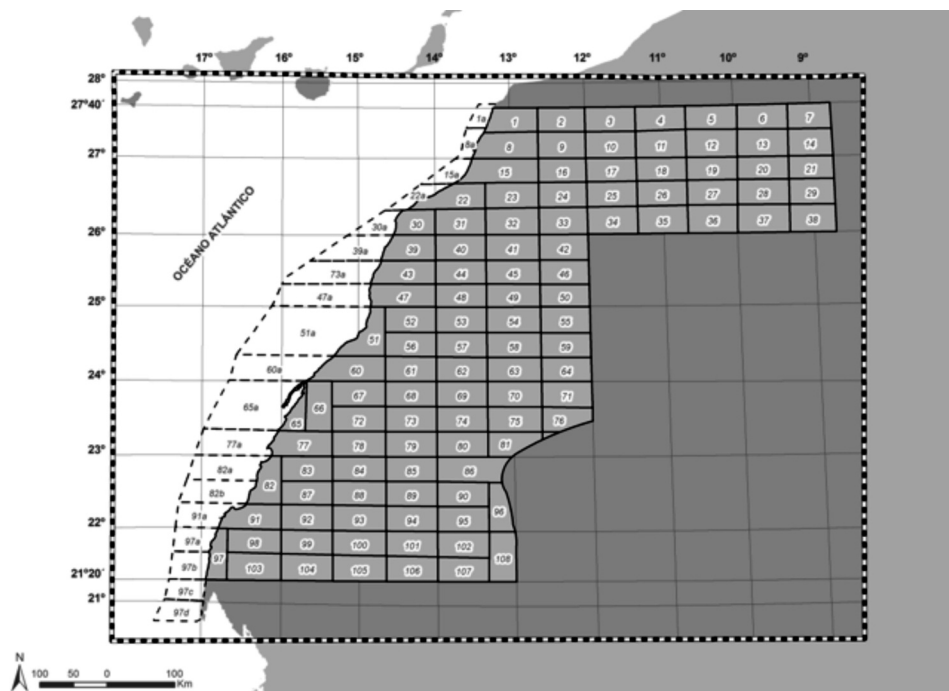 17° 16° 15° 14° 13° 12° 11° 10° 9°
28°
27°40'
1a 1 2 3 4 5 6 7
8a 8 9 10 11 12 13 14
27°
15a 15 16 17 18 19 20 21
22a 22 23 24 25 26 27 28 29
30a 30 31 32 33 34 35 36 37 38
OCÉANO ATLÁNTICO
26°
39a 39 40 41 42
73a 43 44 45 46
47a 47 48 49 50
25°
51a 51 52 53 54 55
56 57 58 59
60a 60 61 62 63 64
24°
65a 65 66 67 68 69 70 71
72 73 74 75 76
77a 77 78 79 80 81
23°
82a 82 83 84 85 86
82b 87 88 89 90 96
91a 91 92 93 94 95
22°
97a 97 98 99 100 101 102 108
97b 103 104 105 106 107
21°20'
97c
21°
97d
N
100 50 0 100
Km